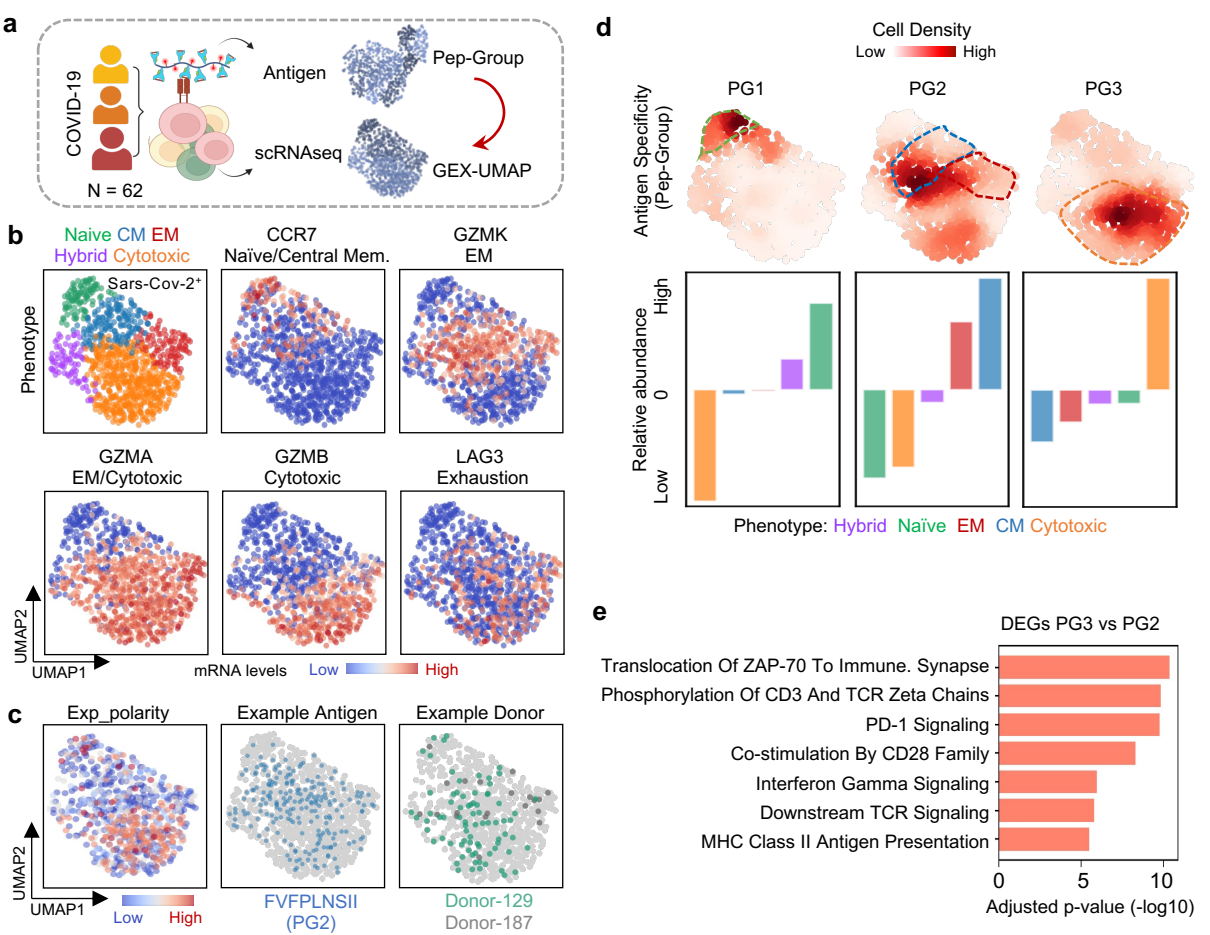 a
COVID-19
N = 62
Antigen
scRNAseq
Pep-Group
GEX-UMAP
b
Naive CM EM
Hybrid Cytotoxic
Sars-Cov-2+
Phenotype
CCR7
Naïve/Central Mem.
GZMK
EM
GZMA
EM/Cytotoxic
GZMB
Cytotoxic
LAG3
Exhaustion
UMAP2
UMAP1
mRNA levels
Low
High
c
Exp_polarity
Example Antigen
Example Donor
UMAP2
UMAP1
Low
High
FVFPLNSII
(PG2)
Donor-129
Donor-187
d
Cell Density
Low
High
PG1
PG2
PG3
Antigen Specificity
(Pep-Group)
Relative abundance
High
0
Low
Phenotype: Hybrid Naïve EM CM Cytotoxic
e
DEGs PG3 vs PG2
Translocation Of ZAP-70 To Immune. Synapse
Phosphorylation Of CD3 And TCR Zeta Chains
PD-1 Signaling
Co-stimulation By CD28 Family
Interferon Gamma Signaling
Downstream TCR Signaling
MHC Class II Antigen Presentation
0 5 10
Adjusted p-value (-log10)